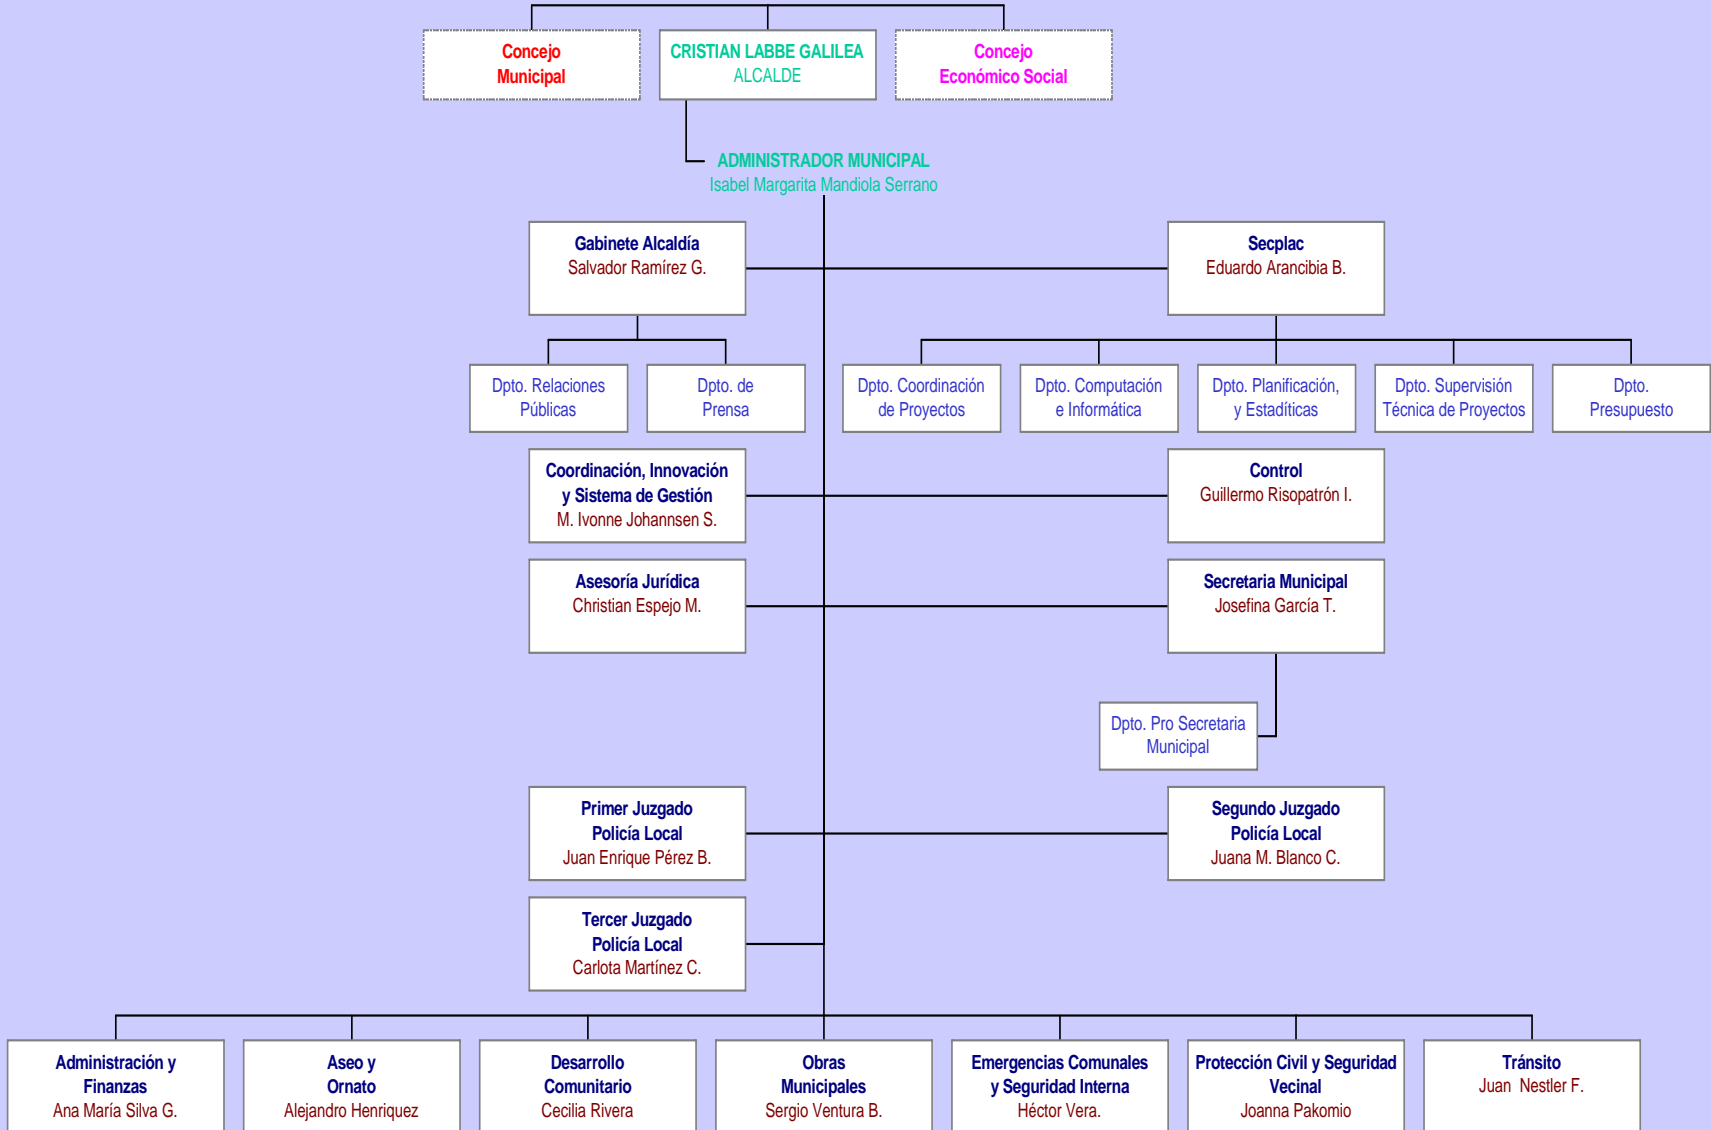 Concejo
Municipal
CRISTIAN LABBE GALILEA
ALCALDE
Concejo
Económico Social
ADMINISTRADOR MUNICIPAL
Isabel Margarita Mandiola Serrano
Gabinete Alcaldía
Salvador Ramírez G.
Secplac
Eduardo Arancibia B.
Dpto. Relaciones
Públicas
Dpto. de
Prensa
Dpto. Coordinación
de Proyectos
Dpto. Computación
e Informática
Dpto. Planificación,
y Estadíticas
Dpto. Supervisión
Técnica de Proyectos
Dpto.
Presupuesto
Coordinación, Innovación
y Sistema de Gestión
M. Ivonne Johannsen S.
Control
Guillermo Risopatrón I.
Asesoría Jurídica
Christian Espejo M.
Secretaria Municipal
Josefina García T.
Dpto. Pro Secretaria
Municipal
Primer Juzgado
Policía Local
Juan Enrique Pérez B.
Segundo Juzgado
Policía Local
Juana M. Blanco C.
Tercer Juzgado
Policía Local
Carlota Martínez C.
Administración y
Finanzas
Ana María Silva G.
Aseo y
Ornato
Alejandro Henriquez
Desarrollo
Comunitario
Cecilia Rivera
Obras
Municipales
Sergio Ventura B.
Emergencias Comunales
y Seguridad Interna
Héctor Vera.
Protección Civil y Seguridad
Vecinal
Joanna Pakomio
Tránsito
Juan Nestler F.